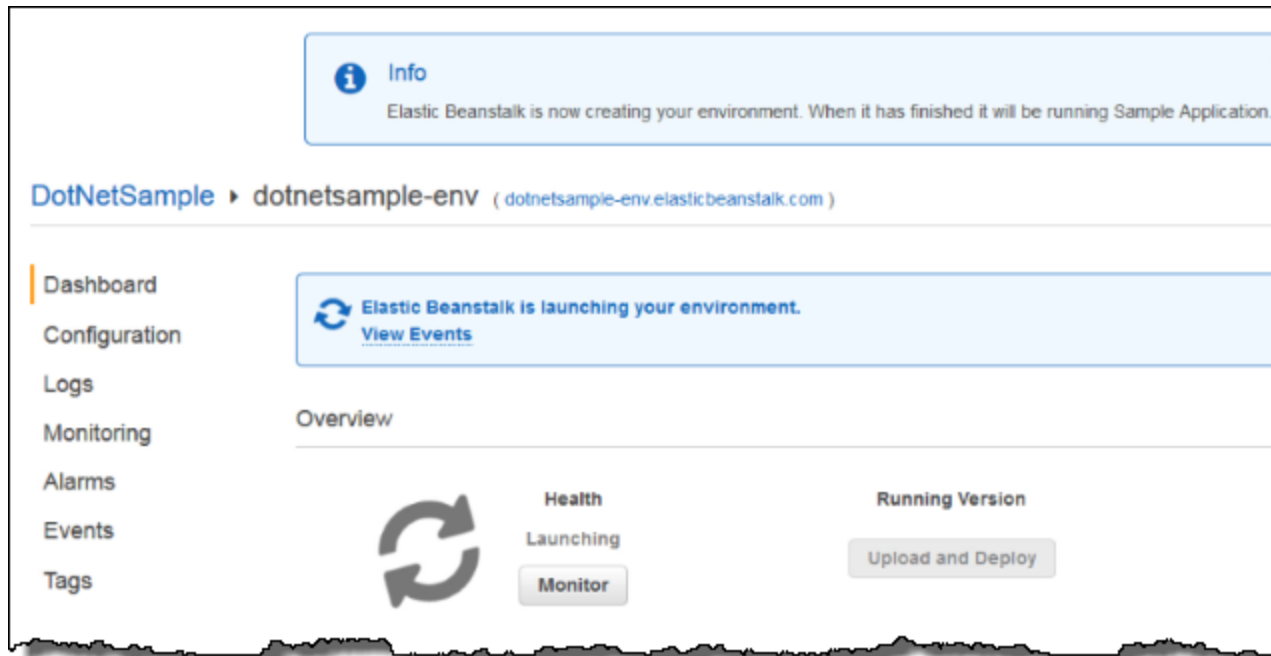 Info
Elastic Beanstalk is now creating your environment. When it has finished it will be running Sample Application.
DotNetSample ▸ dotnetsample-env ( dotnetsample-env.elasticbeanstalk.com )
Dashboard
Elastic Beanstalk is launching your environment.
View Events
Configuration
Logs
Monitoring
Alarms
Events
Tags
Overview
Health
Launching
Monitor
Running Version
Upload and Deploy